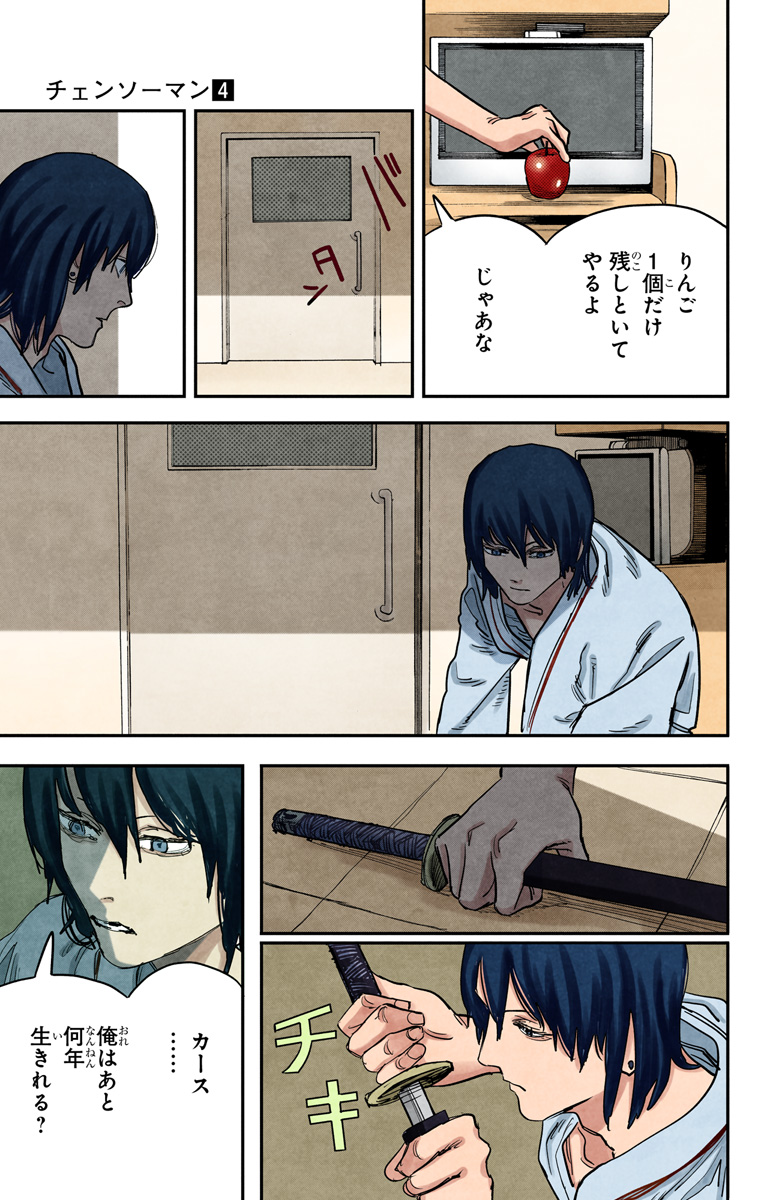 チェンソーマン4
りんご
1個だけ
残しといて
やるよ
じゃあな
バタン
チキ
カース
……
俺はあと
何年
生きれる?